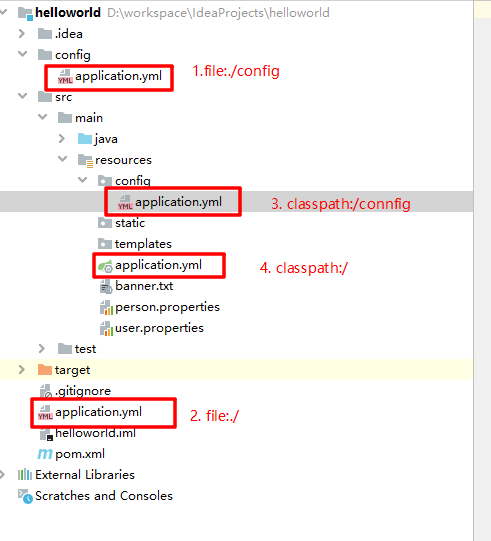 helloworld D:\workspace\IdeaProjects\helloworld
.idea
config
application.yml 1.file:./config
src
main
java
resources
config
application.yml 3. classpath:/connfig
static
templates
application.yml 4. classpath:/
banner.txt
person.properties
user.properties
test
target
.gitignore
application.yml 2. file:./
helloworld.iml
pom.xml
External Libraries
Scratches and Consoles